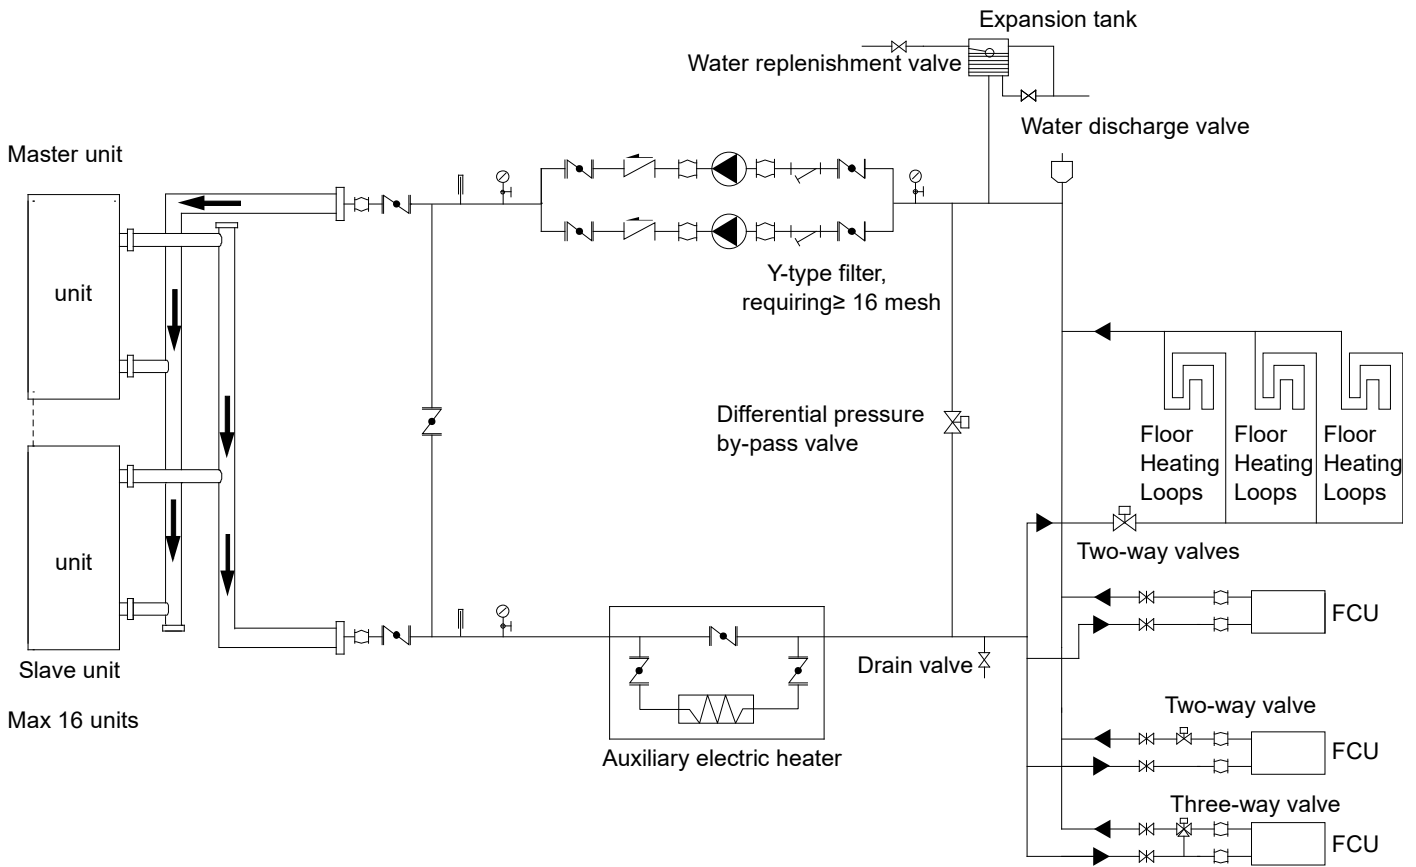 Expansion tank
Water replenishment valve
Water discharge valve
Master unit
unit
Y-type filter,
requiring≥ 16 mesh
Differential pressure
by-pass valve
Floor
Heating
Loops
Floor
Heating
Loops
Floor
Heating
Loops
Two-way valves
unit
FCU
Slave unit
Drain valve
Max 16 units
Two-way valve
FCU
Auxiliary electric heater
Three-way valve
FCU